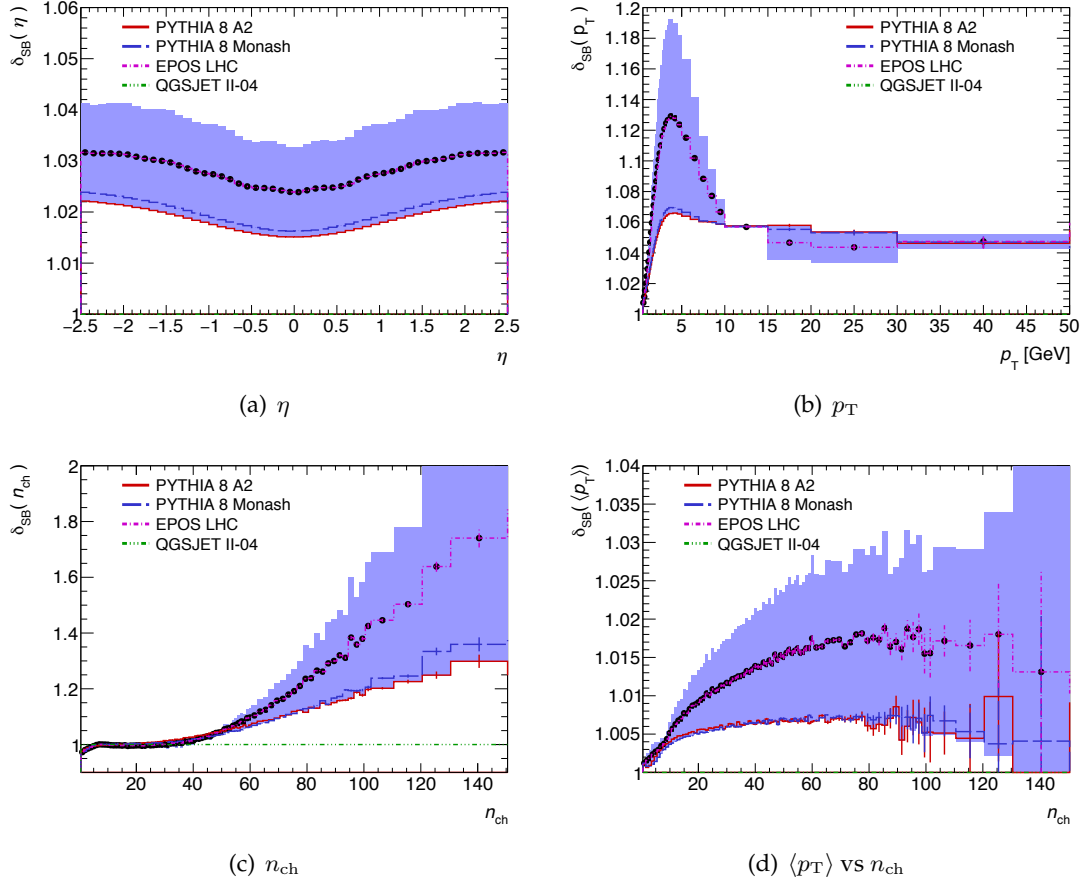 δSB( η )
1.06
1.05
1.04
1.03
1.02
1.01
1
PYTHIA 8 A2
PYTHIA 8 Monash
EPOS LHC
QGSJET II-04
−2.5 −2 −1.5 −1 −0.5 0 0.5 1 1.5 2 2.5
η
(a) η
δSB( pT )
1.2
1.18
1.16
1.14
1.12
1.1
1.08
1.06
1.04
1.02
1
PYTHIA 8 A2
PYTHIA 8 Monash
EPOS LHC
QGSJET II-04
5 10 15 20 25 30 35 40 45 50
pT [GeV]
(b) pT
δSB( nch )
2
1.8
1.6
1.4
1.2
1
PYTHIA 8 A2
PYTHIA 8 Monash
EPOS LHC
QGSJET II-04
20 40 60 80 100 120 140
nch
(c) nch
δSB( ⟨pT⟩ )
1.04
1.035
1.03
1.025
1.02
1.015
1.01
1.005
1
PYTHIA 8 A2
PYTHIA 8 Monash
EPOS LHC
QGSJET II-04
20 40 60 80 100 120 140
nch
(d) ⟨pT⟩ vs nch